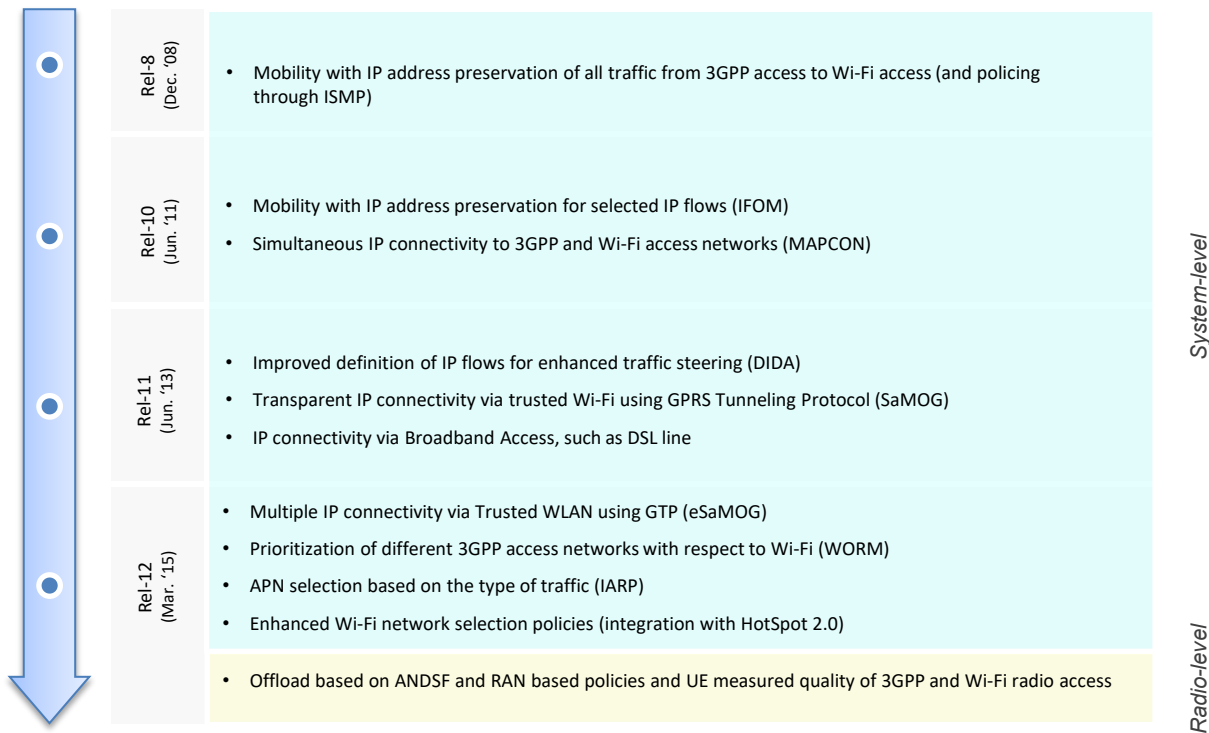 Rel-8
(Dec. ‘08)
• Mobility with IP address preservation of all traffic from 3GPP access to Wi-Fi access (and policing
through ISMP)
Rel-10
(Jun. ‘11)
• Mobility with IP address preservation for selected IP flows (IFOM)
• Simultaneous IP connectivity to 3GPP and Wi-Fi access networks (MAPCON)
Rel-11
(Jun. ‘13)
• Improved definition of IP flows for enhanced traffic steering (DIDA)
• Transparent IP connectivity via trusted Wi-Fi using GPRS Tunneling Protocol (SaMOG)
• IP connectivity via Broadband Access, such as DSL line
System-level
Rel-12
(Mar. ‘15)
• Multiple IP connectivity via Trusted WLAN using GTP (eSaMOG)
• Prioritization of different 3GPP access networks with respect to Wi-Fi (WORM)
• APN selection based on the type of traffic (IARP)
• Enhanced Wi-Fi network selection policies (integration with HotSpot 2.0)
• Offload based on ANDSF and RAN based policies and UE measured quality of 3GPP and Wi-Fi radio access
Radio-level